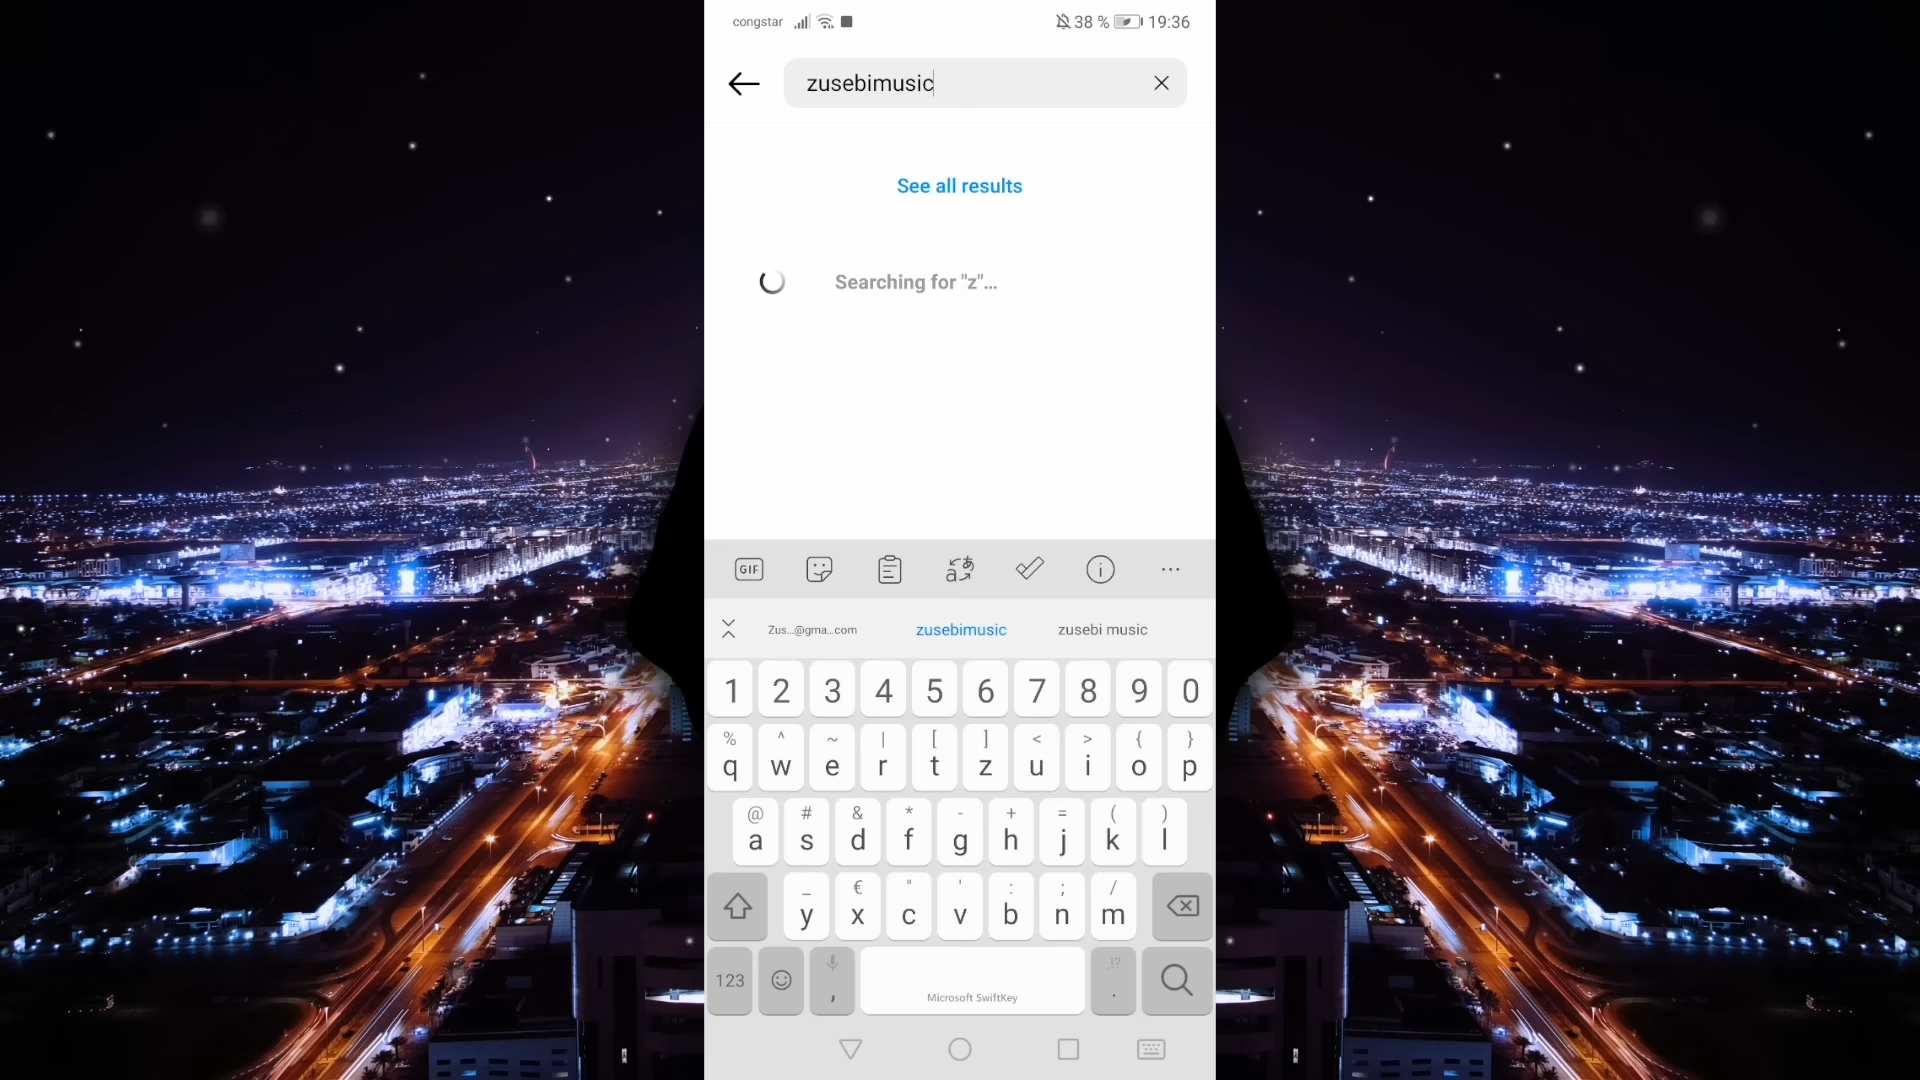 congstar 38 % 19:36
zusebimusic
See all results
Searching for "z"...
GIF
Zus...@gma...com zusebimusic zusebi music
1 2 3 4 5 6 7 8 9 0
% ^ ~ | [ ] < > { }
q w e r t z u i o p
@ # & * - + = ( )
a s d f g h j k l
_ € " ' : ; /
y x c v b n m
123 , Microsoft SwiftKey ,!? .